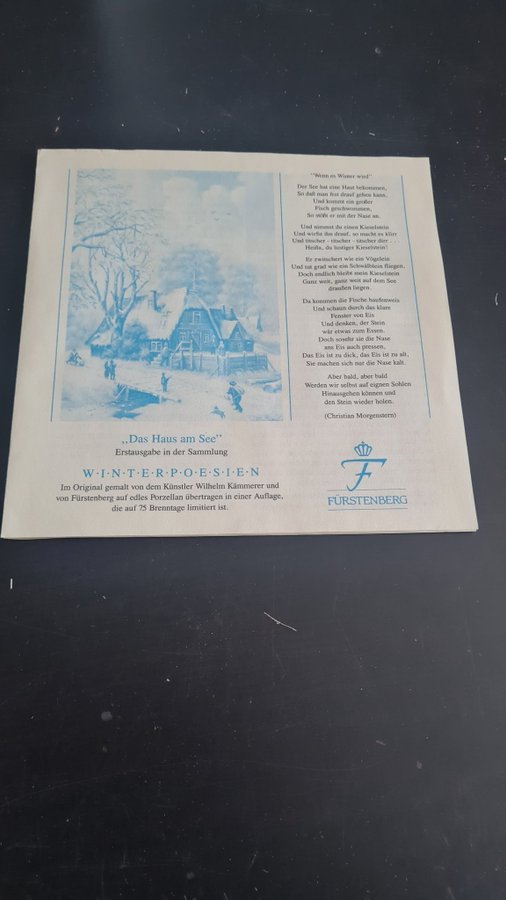 "Wenn es Winter wird"
Der See hat eine Haut bekommen,
So daß man fest drauf gehen kann,
Und kommt ein großer
Fisch geschwommen,
So stößt er mit der Nase an.
Und nimmst du einen Kieselstein
Und wirfst ihn drauf, so macht es klirr
Und titscher - titscher - titscher dirr . .
Heißa, du lustiger Kieselstein!
Er zwitschert wie ein Vögelein
Und tut grad wie ein Schwälblein fliegen,
Doch endlich bleibt mein Kieselstein
Ganz weit, ganz weit auf dem See
draußen liegen.
Da kommen die Fische haufenweis
Und schaun durch das klare
Fenster von Eis
Und denken, der Stein
wär etwas zum Essen.
Doch sosehr sie die Nase
ans Eis auch pressen,
Das Eis ist zu dick, das Eis ist zu alt,
Sie machen sich nur die Nase kalt.
Aber bald, aber bald
Werden wir selbst auf eignen Sohlen
Hinausgehen können und
den Stein wieder holen.
(Christian Morgenstern)
,,Das Haus am See"
Erstausgabe in der Sammlung
W·I·N·T·E·R·P·O·E·S·I·E·N
Im Original gemalt von dem Künstler Wilhelm Kämmerer und
von Fürstenberg auf edles Porzellan übertragen in einer Auflage,
die auf 75 Brenntage limitiert ist.
F
FÜRSTENBERG